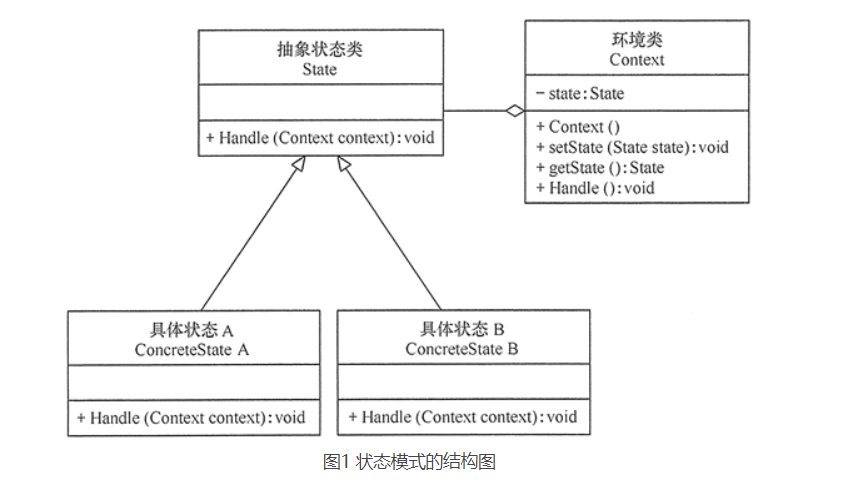 抽象状态类
State
+ Handle (Context context) : void
环境类
Context
− state : State
+ Context ()
+ setState (State state) : void
+ getState () : State
+ Handle () : void
具体状态 A
ConcreteState A
+ Handle (Context context) : void
具体状态 B
ConcreteState B
+ Handle (Context context) : void
图1 状态模式的结构图